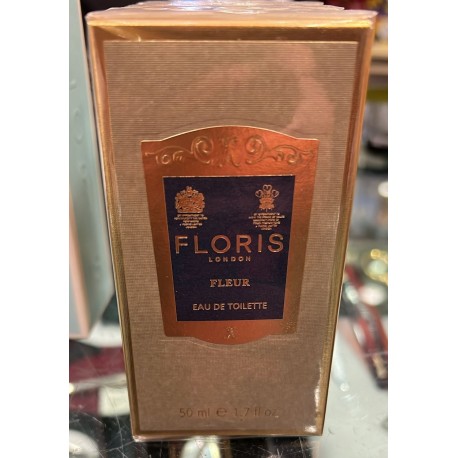 FLORIS
LONDON
FLEUR
EAU DE TOILETTE
50 ml ℮ 1.7 fl oz